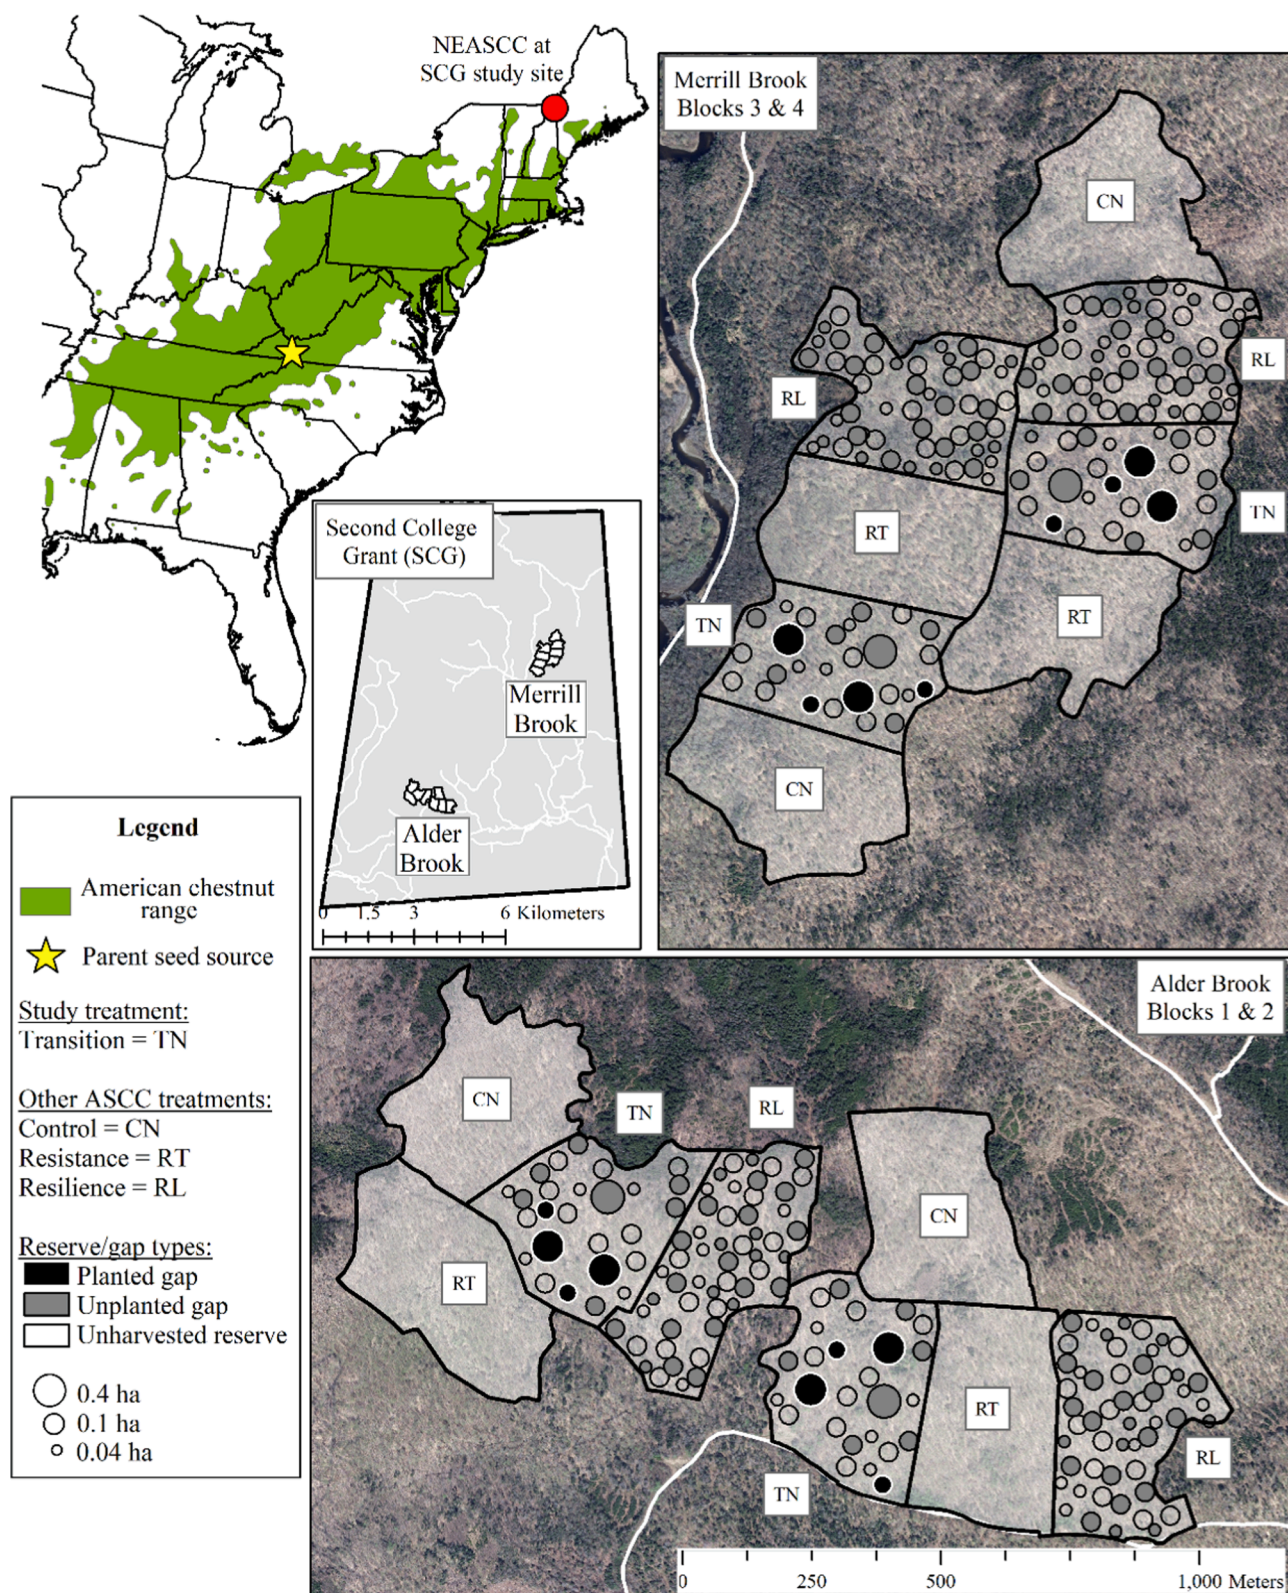 NEASCC at
SCG study site
Merrill Brook
Blocks 3 & 4
CN
RL
RL
TN
RT
RT
TN
CN
Second College
Grant (SCG)
Merrill
Brook
Alder
Brook
0 1.5 3 6 Kilometers
Legend
American chestnut
range
Parent seed source
Study treatment:
Transition = TN
Other ASCC treatments:
Control = CN
Resistance = RT
Resilience = RL
Reserve/gap types:
Planted gap
Unplanted gap
Unharvested reserve
0.4 ha
0.1 ha
0.04 ha
Alder Brook
Blocks 1 & 2
CN
TN
RL
CN
RT
RT
RL
TN
0 250 500 1,000 Meters